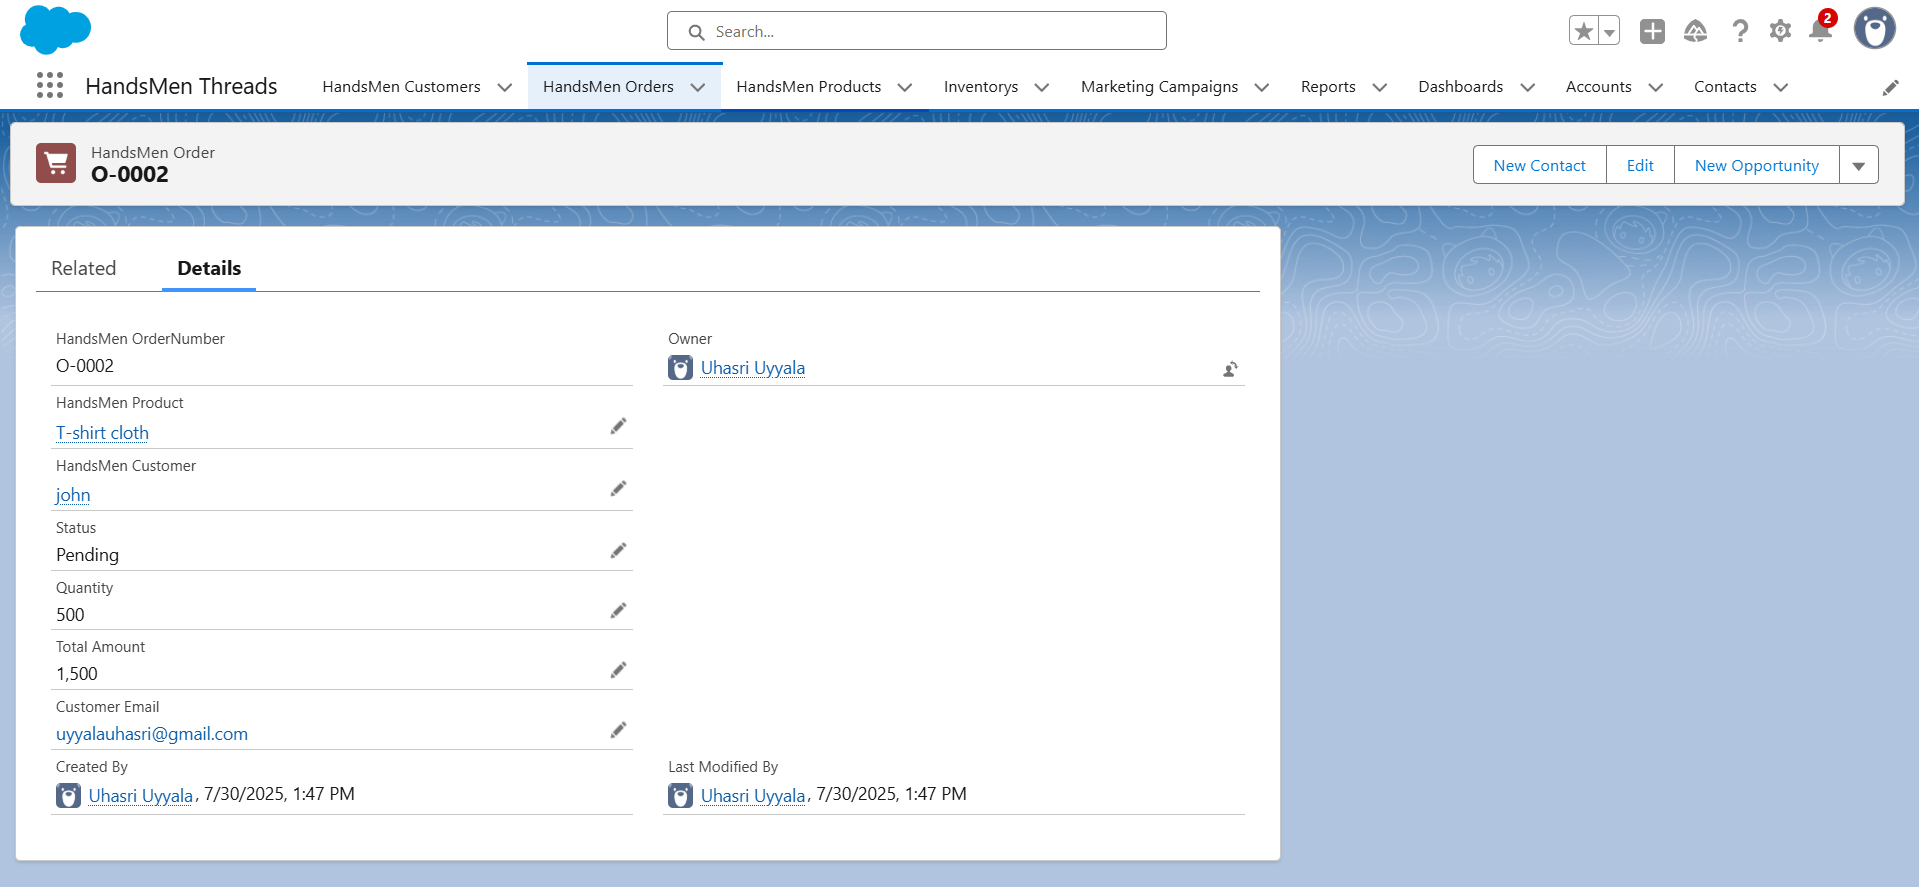 Search...
2
HandsMen Threads
HandsMen Customers
HandsMen Orders
HandsMen Products
Inventorys
Marketing Campaigns
Reports
Dashboards
Accounts
Contacts
HandsMen Order
O-0002
New Contact
Edit
New Opportunity
Related
Details
HandsMen OrderNumber
O-0002
Owner
Uhasri Uyyala
HandsMen Product
T-shirt cloth
HandsMen Customer
john
Status
Pending
Quantity
500
Total Amount
1,500
Customer Email
uyyalauhasri@gmail.com
Created By
Uhasri Uyyala, 7/30/2025, 1:47 PM
Last Modified By
Uhasri Uyyala, 7/30/2025, 1:47 PM